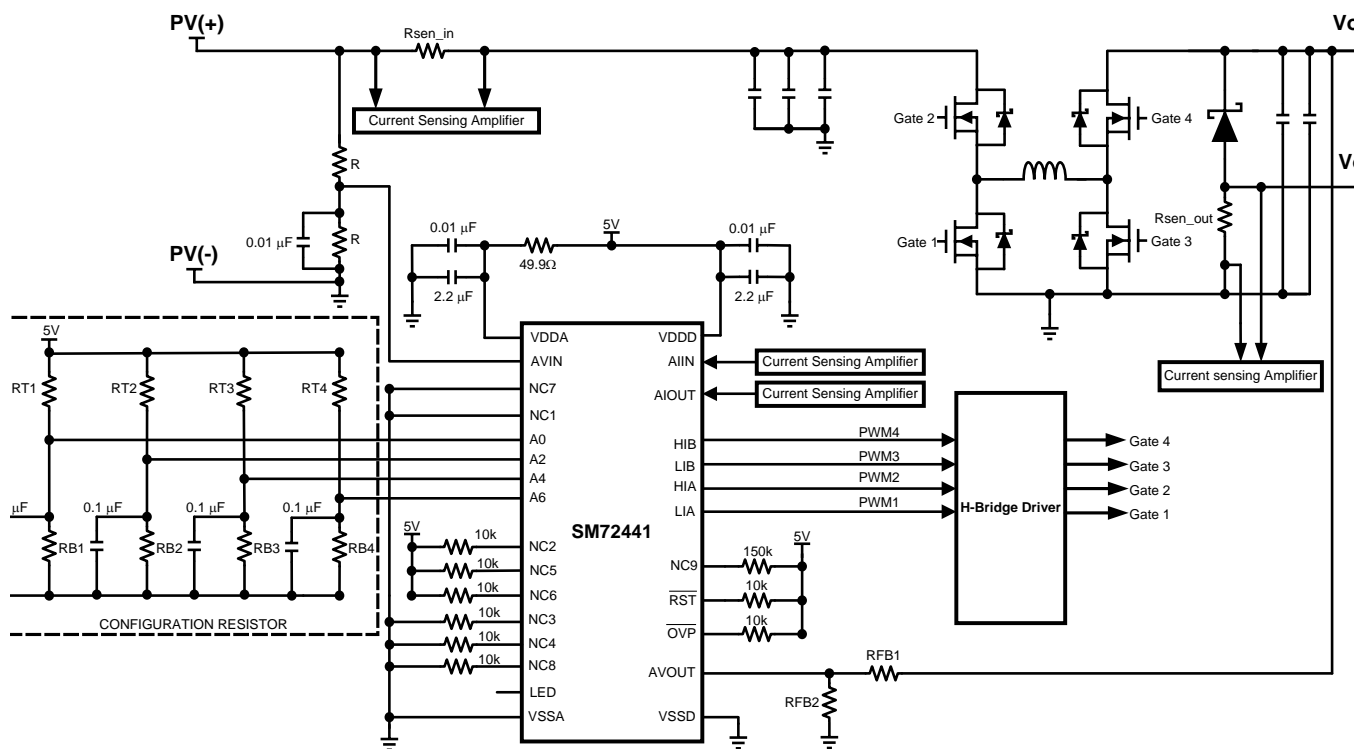 PV(+)
Rsen_in
Current Sensing Amplifier
R
0.01 µF
R
PV(-)
0.01 µF
49.9Ω
2.2 µF
5V
0.01 µF
2.2 µF
Gate 2
Gate 4
Gate 1
Gate 3
Rsen_out
Current sensing Amplifier
5V
RT1
RT2
RT3
RT4
µF
0.1 µF
0.1 µF
0.1 µF
RB1
RB2
RB3
RB4
CONFIGURATION RESISTOR
VDDA
AVIN
NC7
NC1
A0
A2
A4
A6
5V
10k
NC2
10k
NC5
10k
NC6
10k
NC3
10k
NC4
10k
NC8
LED
VSSA
SM72441
VDDD
AIIN
Current Sensing Amplifier
AIOUT
Current Sensing Amplifier
HIB
PWM4
LIB
PWM3
HIA
PWM2
LIA
PWM1
H-Bridge Driver
Gate 4
Gate 3
Gate 2
Gate 1
5V
NC9
150k
RST
10k
OVP
10k
AVOUT
RFB1
RFB2
VSSD